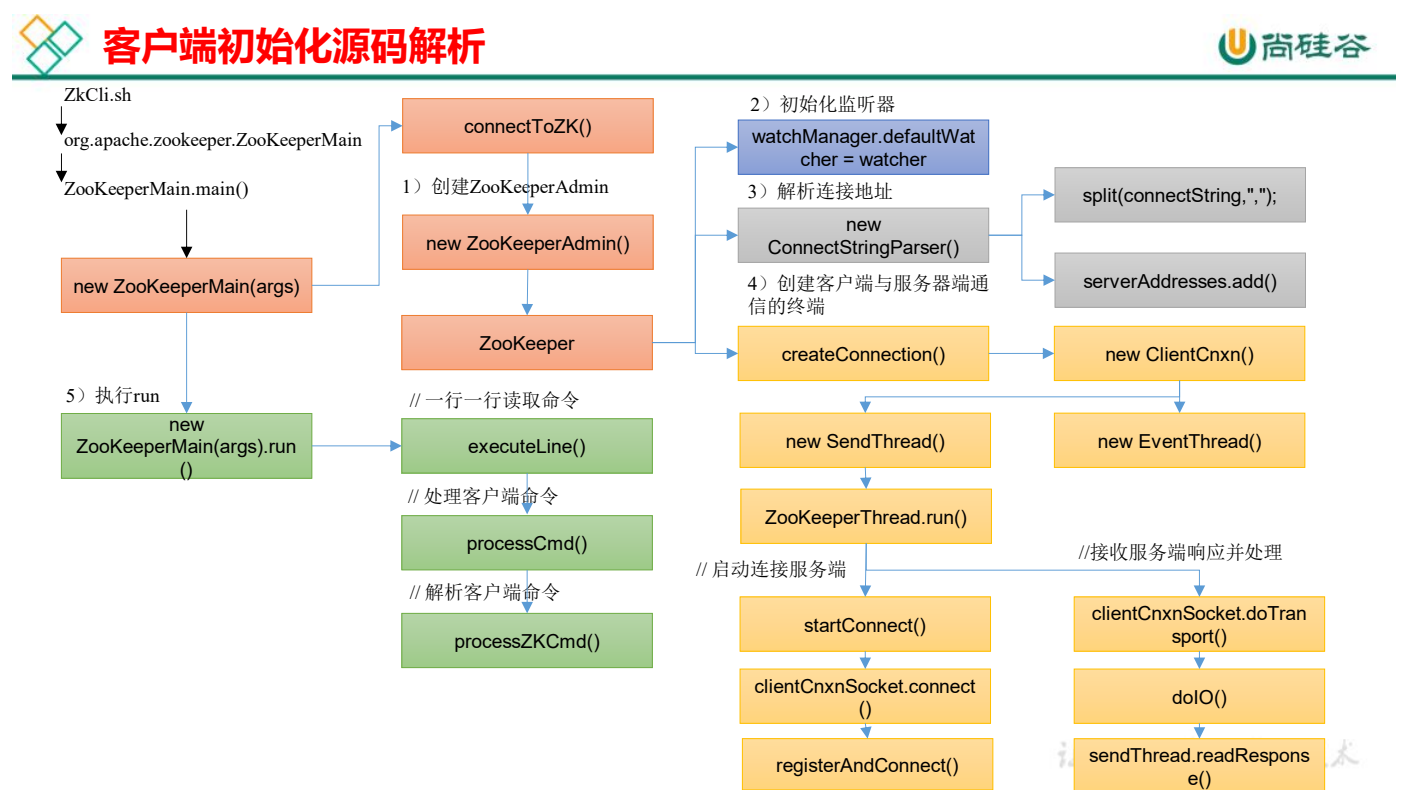 客户端初始化源码解析
尚硅谷
ZkCli.sh
org.apache.zookeeper.ZooKeeperMain
ZooKeeperMain.main()
new ZooKeeperMain(args)
5）执行run
new
ZooKeeperMain(args).run
()
connectToZK()
1）创建ZooKeeperAdmin
new ZooKeeperAdmin()
ZooKeeper
// 一行一行读取命令
executeLine()
// 处理客户端命令
processCmd()
// 解析客户端命令
processZKCmd()
2）初始化监听器
watchManager.defaultWat
cher = watcher
3）解析连接地址
new
ConnectStringParser()
split(connectString,",");
serverAddresses.add()
4）创建客户端与服务器端通
信的终端
createConnection()
new ClientCnxn()
new SendThread()
new EventThread()
ZooKeeperThread.run()
// 启动连接服务端
//接收服务端响应并处理
startConnect()
clientCnxnSocket.connect
()
registerAndConnect()
clientCnxnSocket.doTran
sport()
doIO()
sendThread.readRespons
e()